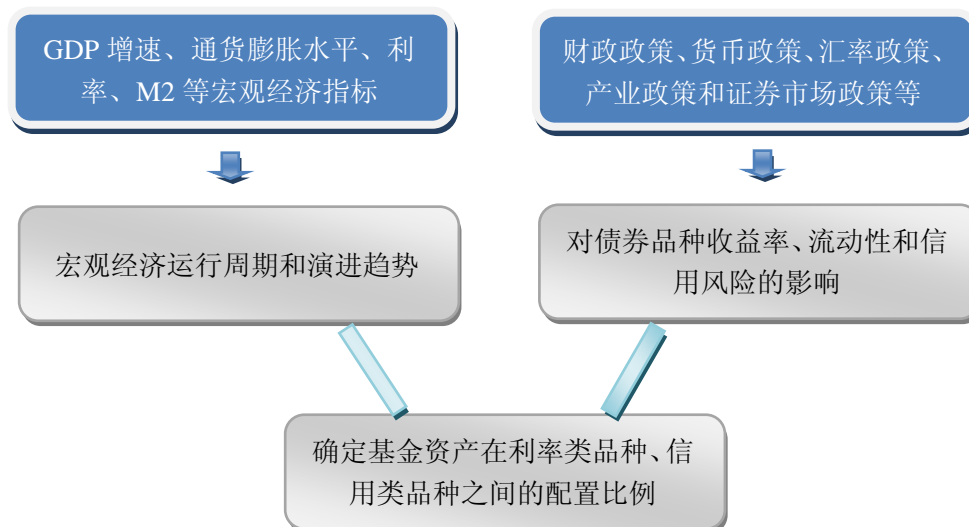 GDP 增速、通货膨胀水平、利
率、M2 等宏观经济指标
财政政策、货币政策、汇率政策、
产业政策和证券市场政策等
宏观经济运行周期和演进趋势
对债券品种收益率、流动性和信
用风险的影响
确定基金资产在利率类品种、信
用类品种之间的配置比例